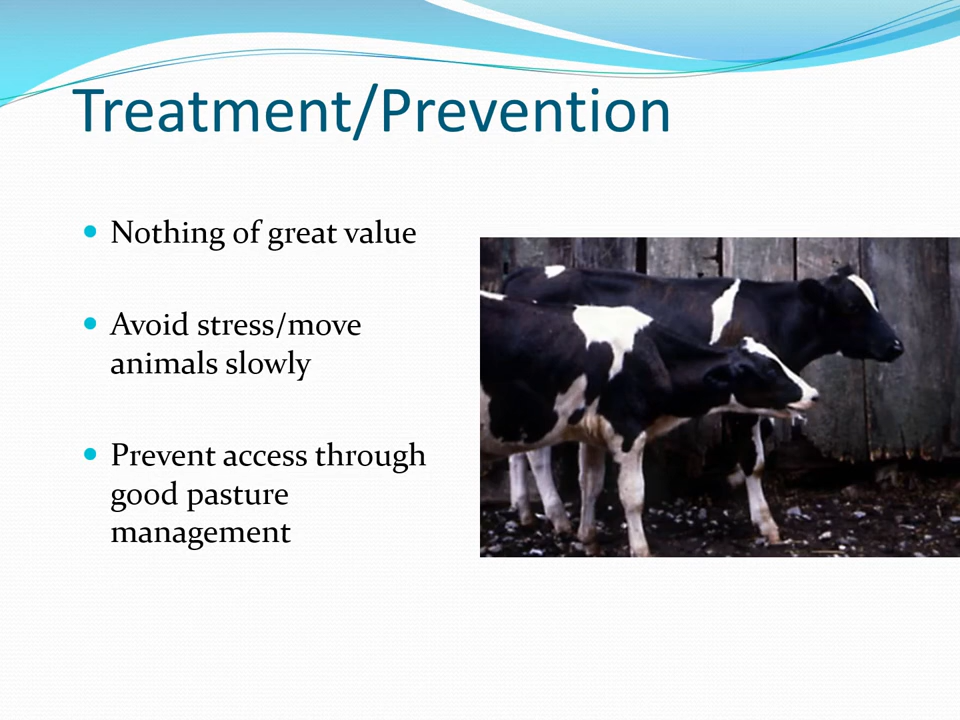 Treatment/Prevention
• Nothing of great value
• Avoid stress/move
animals slowly
• Prevent access through
good pasture
management